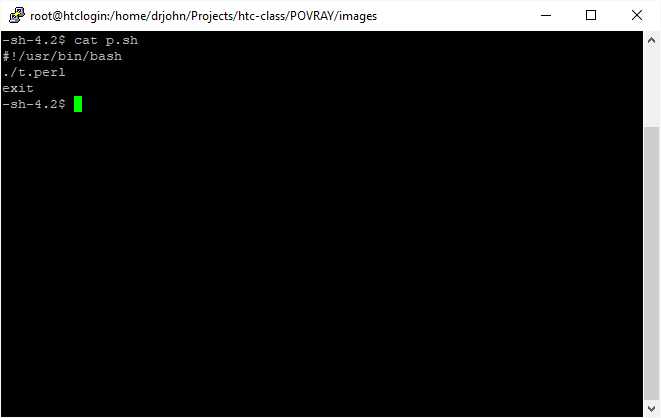 root@htclogin:/home/drjohn/Projects/htc-class/POVRAY/images
-sh-4.2$ cat p.sh
#!/usr/bin/bash
./t.perl
exit
-sh-4.2$